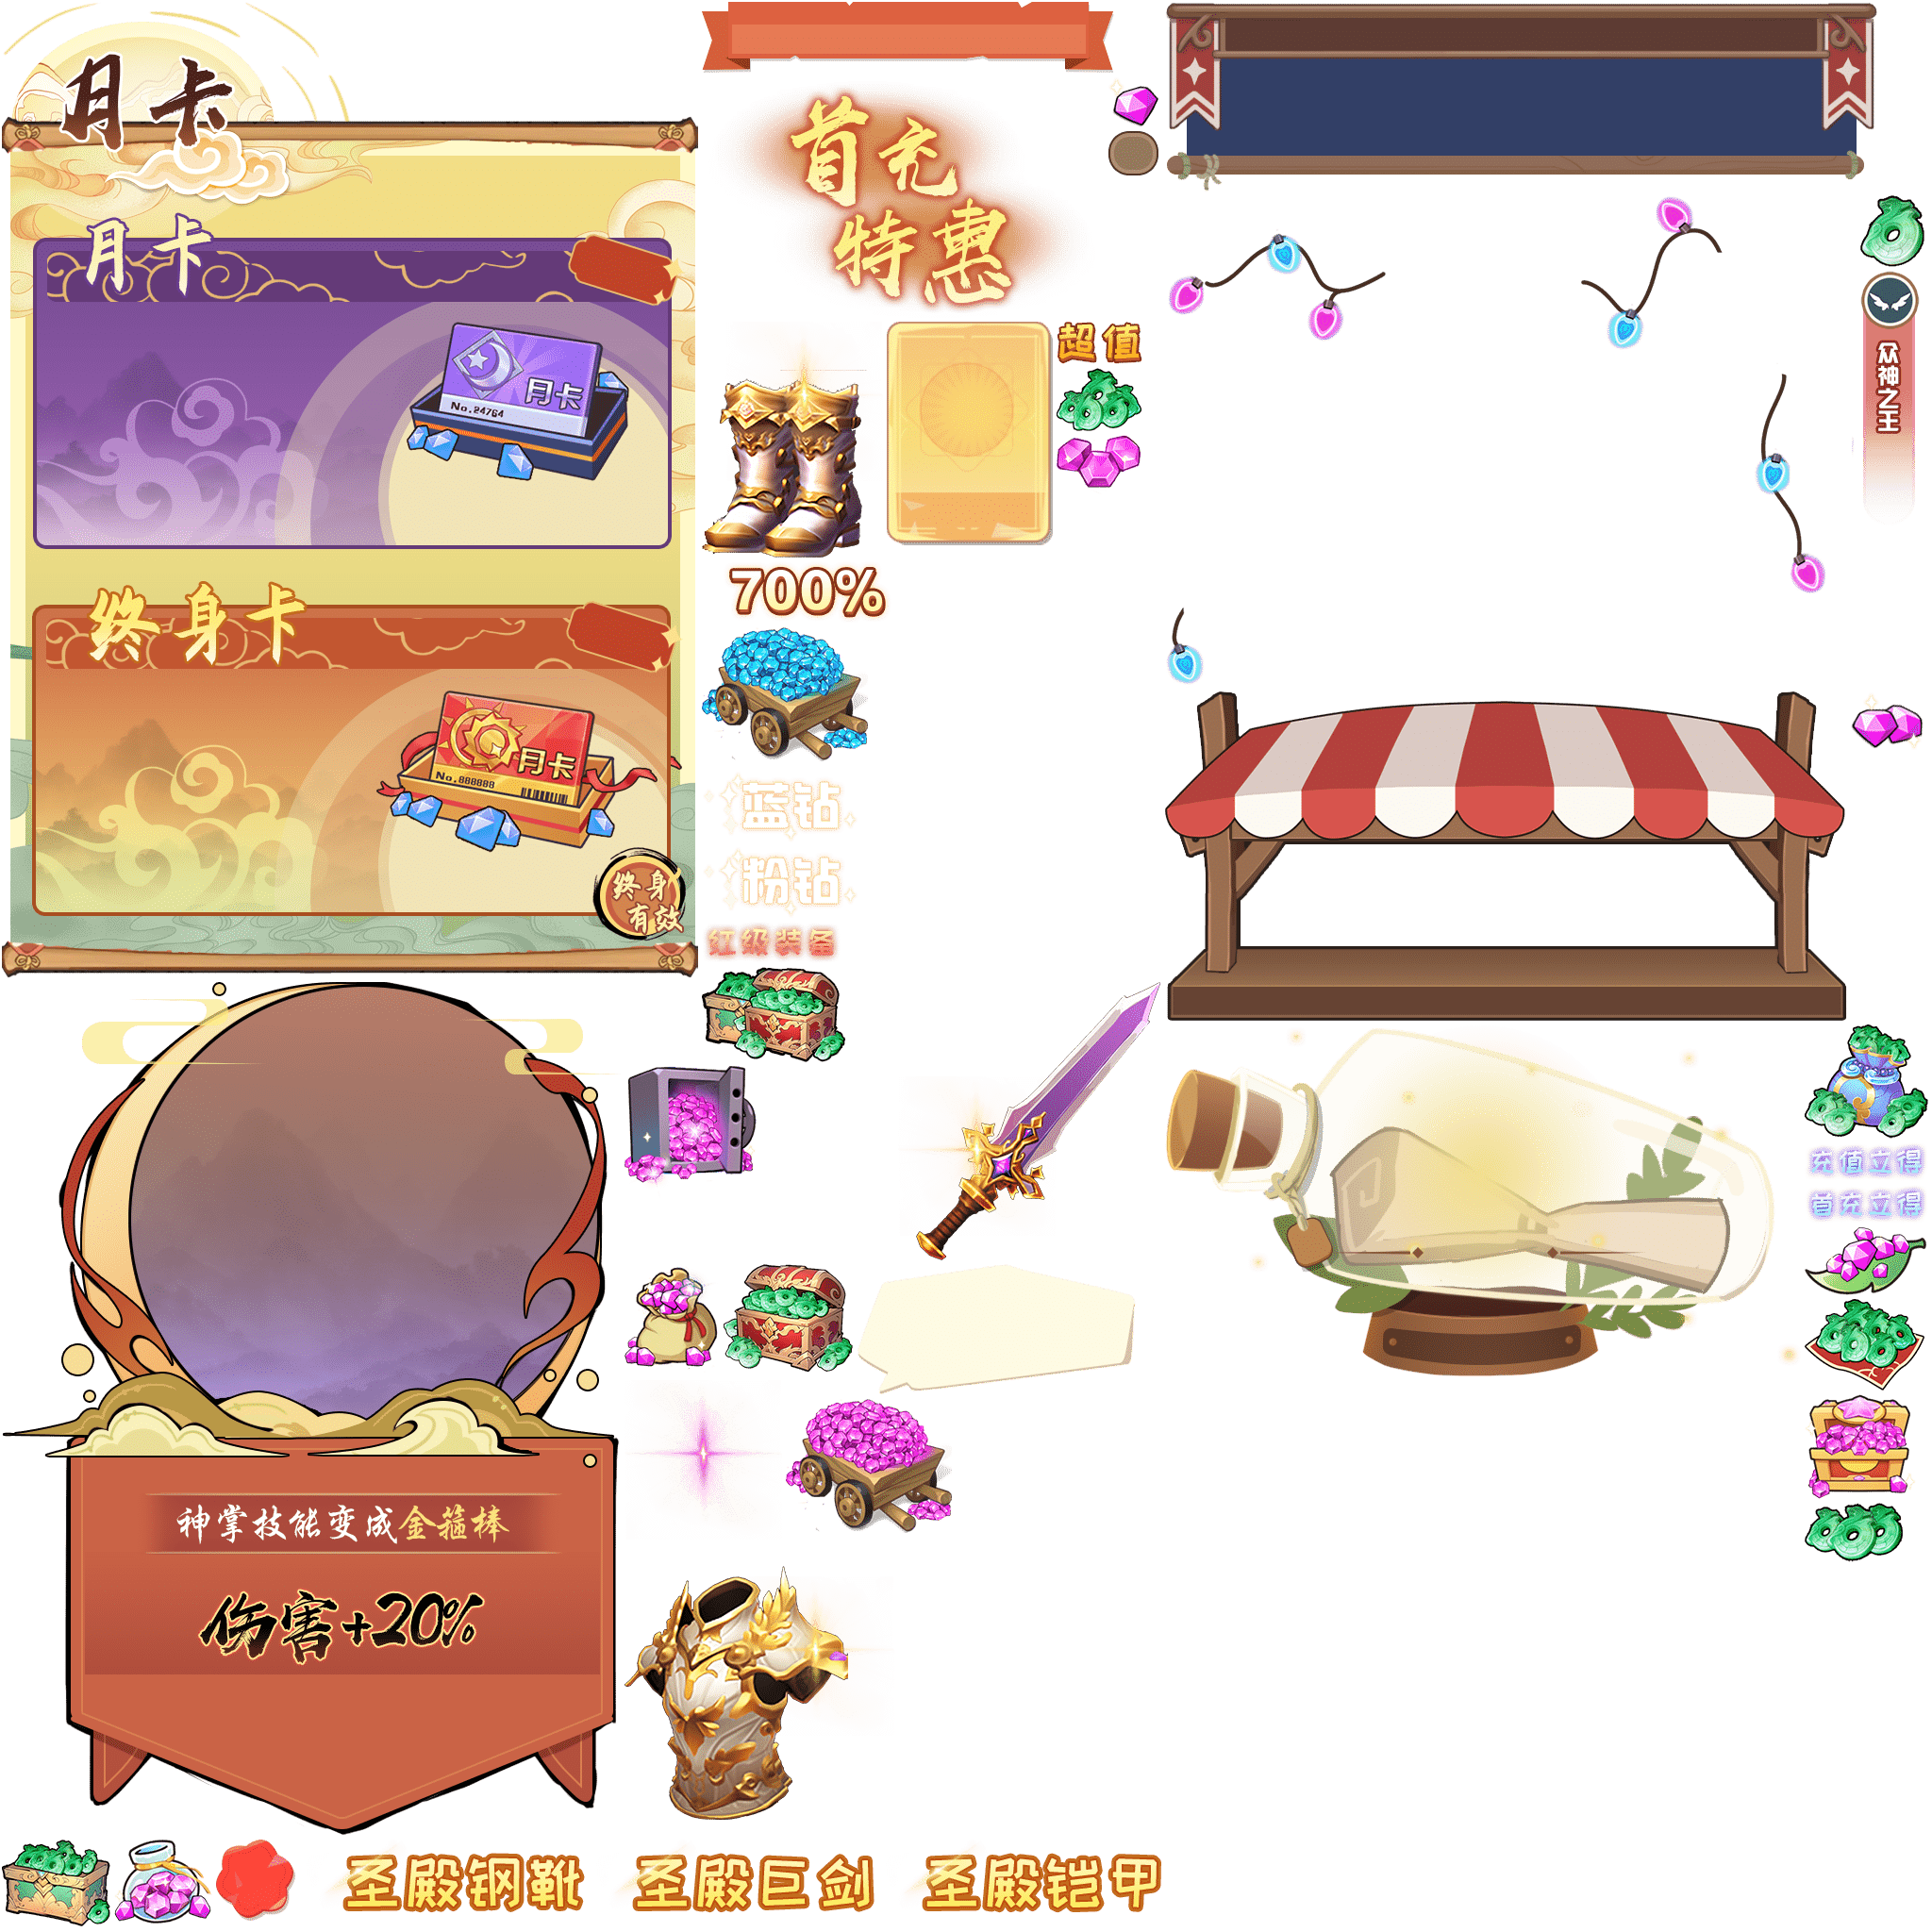 月卡
月卡
月卡
No.24764
终身卡
月卡
No.888888
终身
有效
首充
特惠
超值
700%
蓝钻
粉钻
红级装备
众神之王
充值立得
首充立得
神掌技能变成金箍棒
伤害+20%
圣殿钢靴
圣殿巨剑
圣殿铠甲